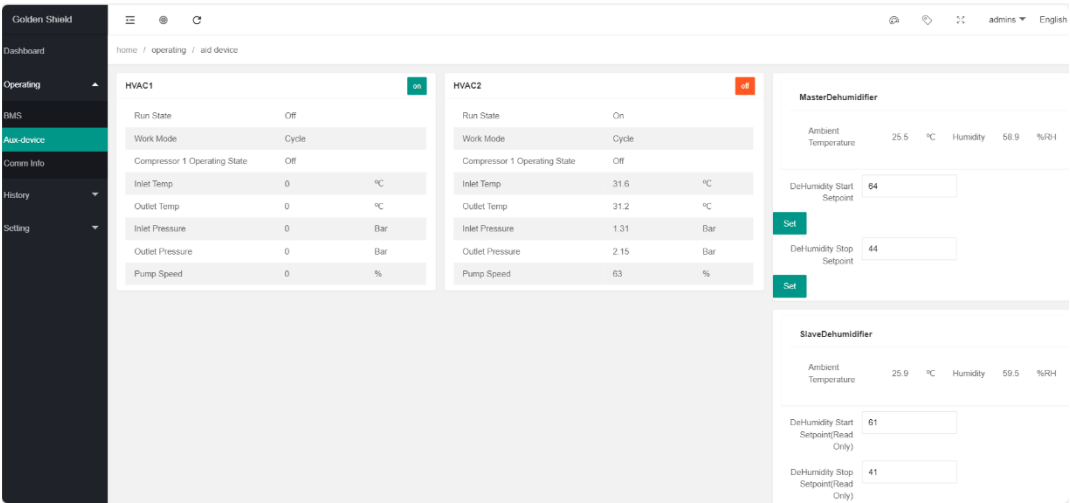 Golden Shield
admins English
Dashboard
home / operating / aid device
Operating
BMS
Aux-device
Comm Info
History
Setting
HVAC1 on
Run State Off
Work Mode Cycle
Compressor 1 Operating State Off
Inlet Temp 0 ºC
Outlet Temp 0 ºC
Inlet Pressure 0 Bar
Outlet Pressure 0 Bar
Pump Speed 0 %
HVAC2 off
Run State On
Work Mode Cycle
Compressor 1 Operating State Off
Inlet Temp 31.6 ºC
Outlet Temp 31.2 ºC
Inlet Pressure 1.31 Bar
Outlet Pressure 2.15 Bar
Pump Speed 63 %
MasterDehumidifier
Ambient
Temperature 25.5 ºC Humidity 58.9 %RH
DeHumidity Start 64
Setpoint
Set
DeHumidity Stop 44
Setpoint
Set
SlaveDehumidifier
Ambient
Temperature 25.9 ºC Humidity 59.5 %RH
DeHumidity Start 61
Setpoint(Read
Only)
DeHumidity Stop 41
Setpoint(Read
Only)